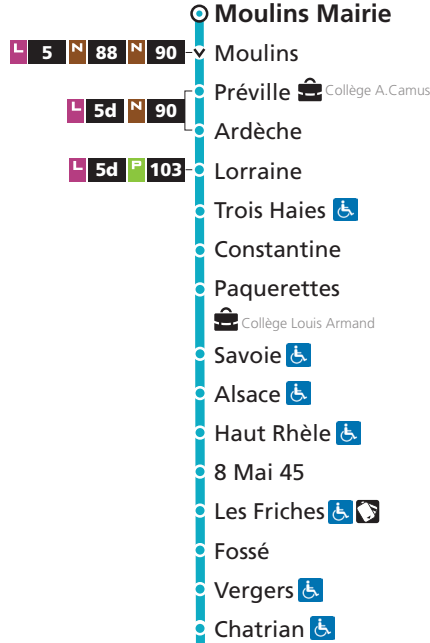 Moulins Mairie
L 5 N 88 N 90 Moulins
Préville Collège A.Camus
L 5d N 90
Ardèche
L 5d P 103 Lorraine
Trois Haies
Constantine
Paquerettes
Collège Louis Armand
Savoie
Alsace
Haut Rhèle
8 Mai 45
Les Friches
Fossé
Vergers
Chatrian